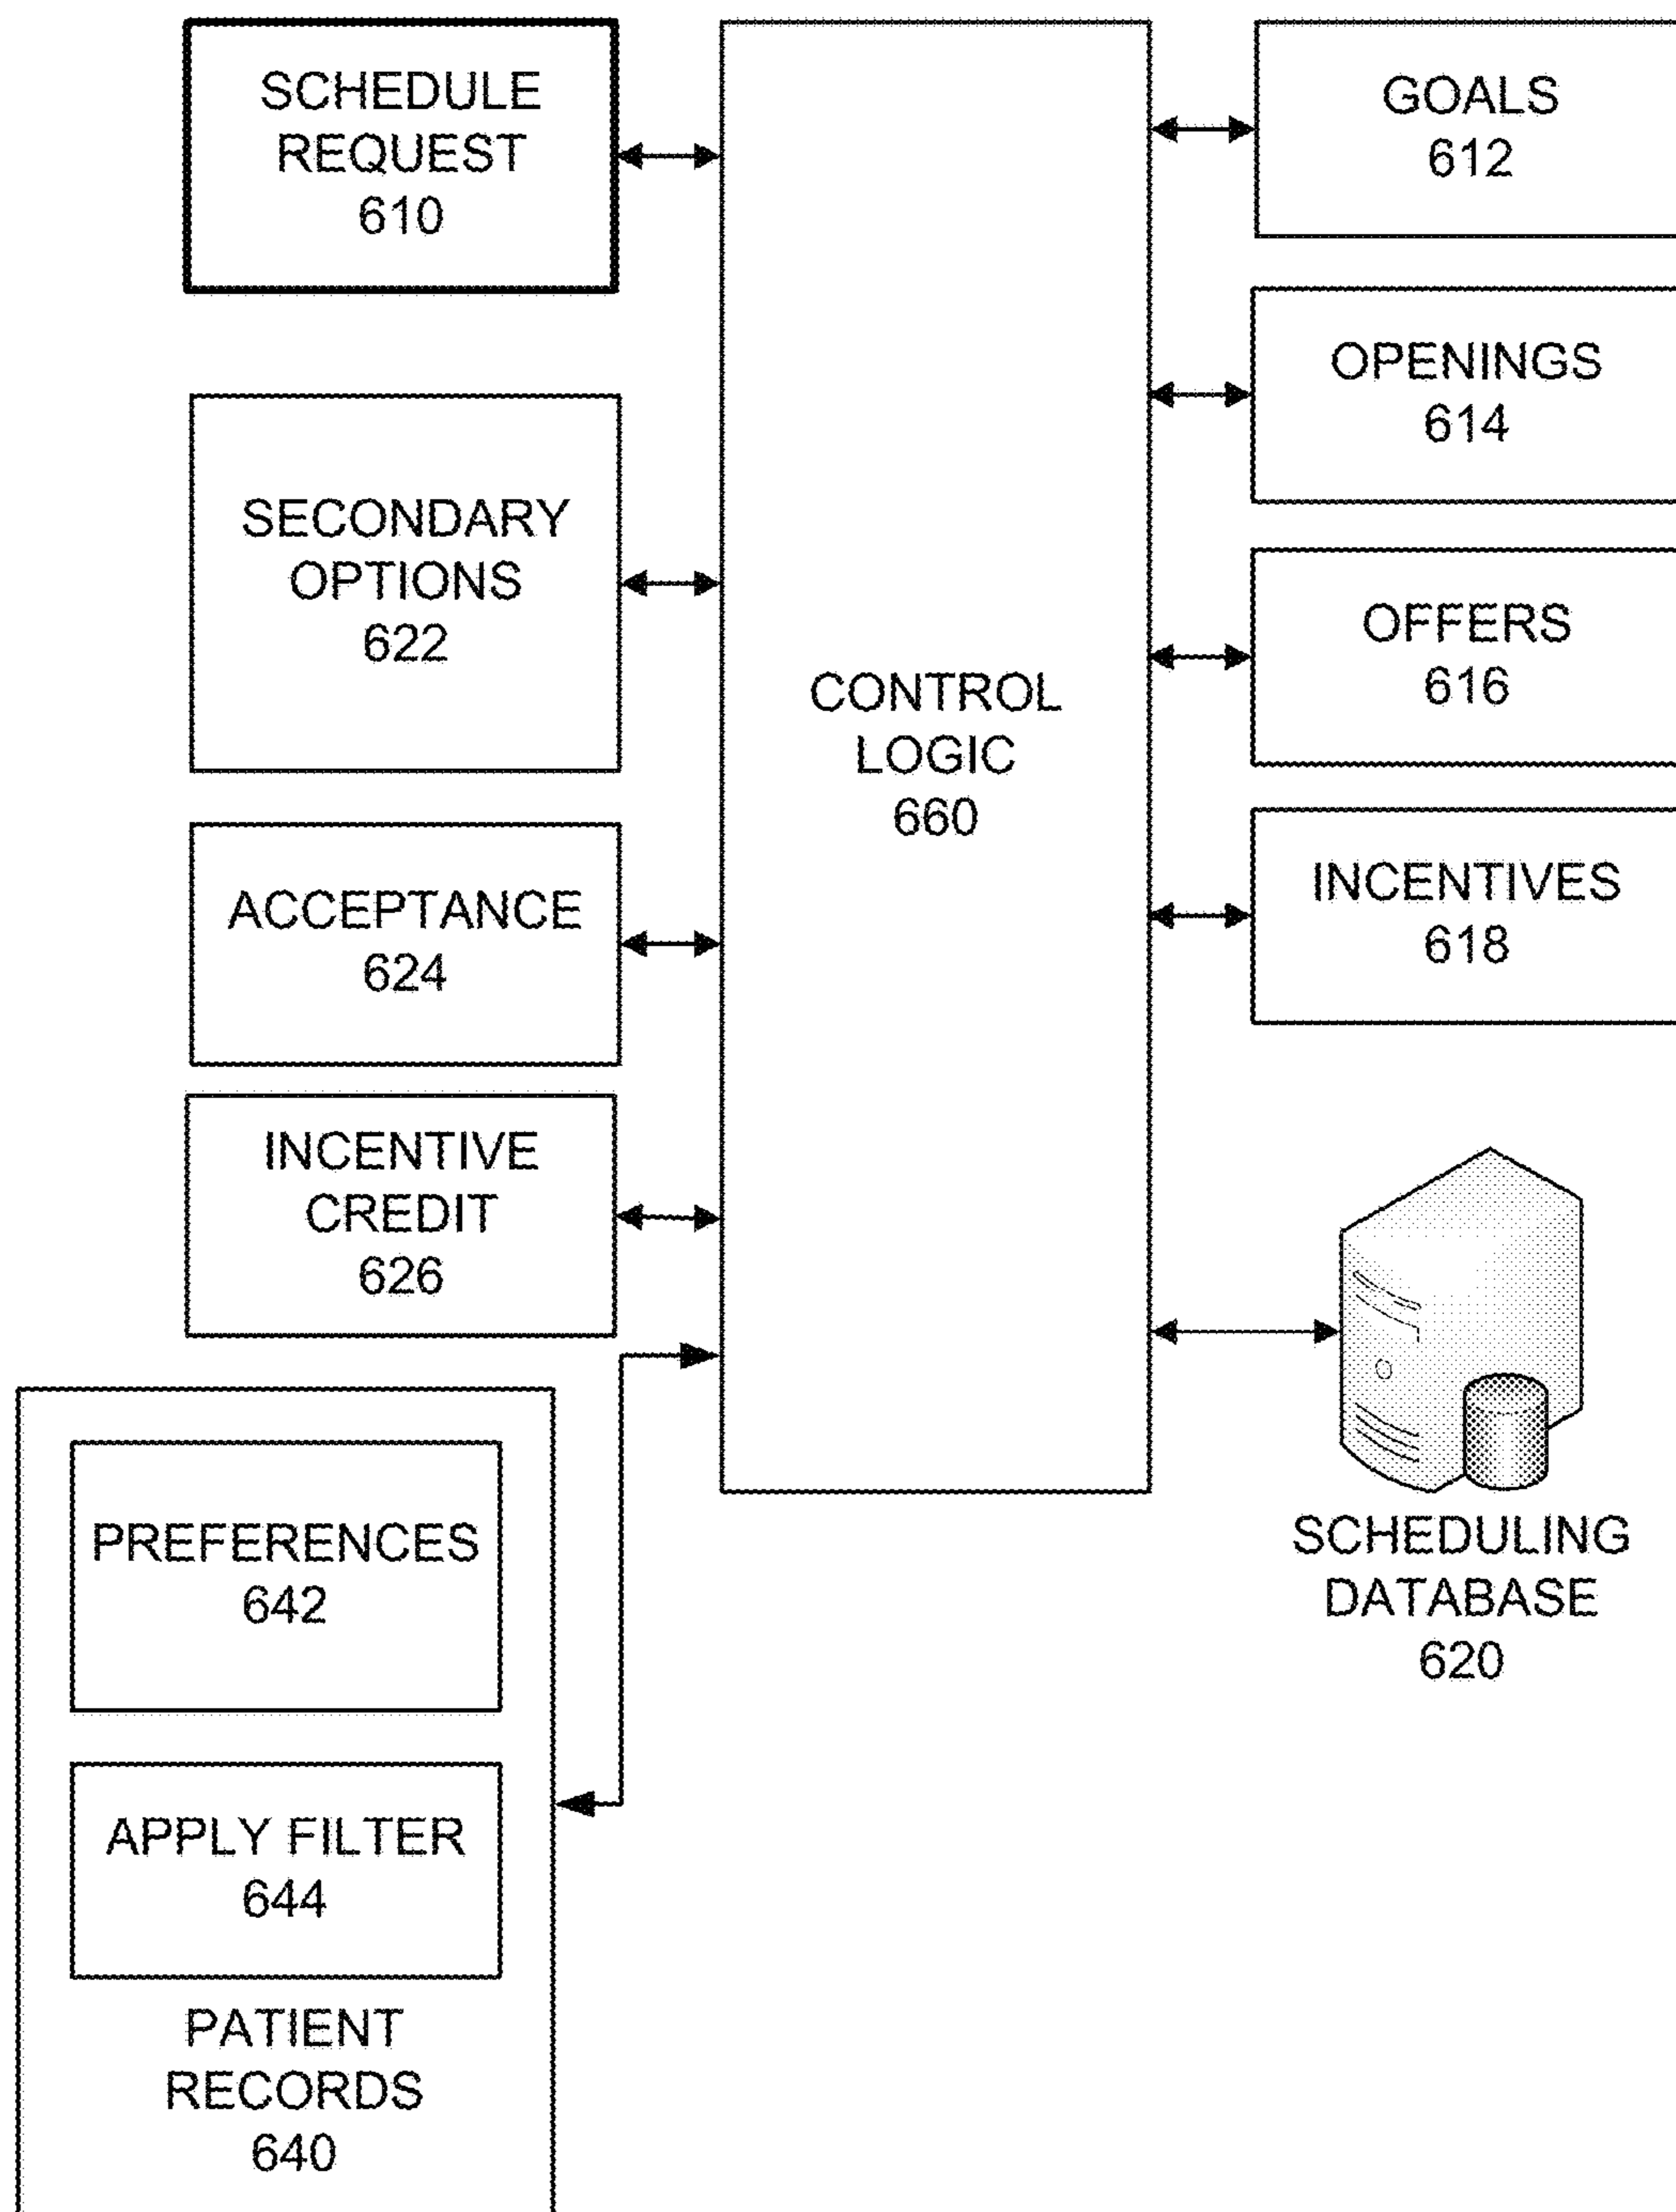 SCHEDULE
REQUEST
610
SECONDARY
OPTIONS
622
ACCEPTANCE
624
INCENTIVE
CREDIT
626
PREFERENCES
642
APPLY FILTER
644
PATIENT
RECORDS
640
CONTROL
LOGIC
660
GOALS
612
OPENINGS
614
OFFERS
616
INCENTIVES
618
SCHEDULING
DATABASE
620